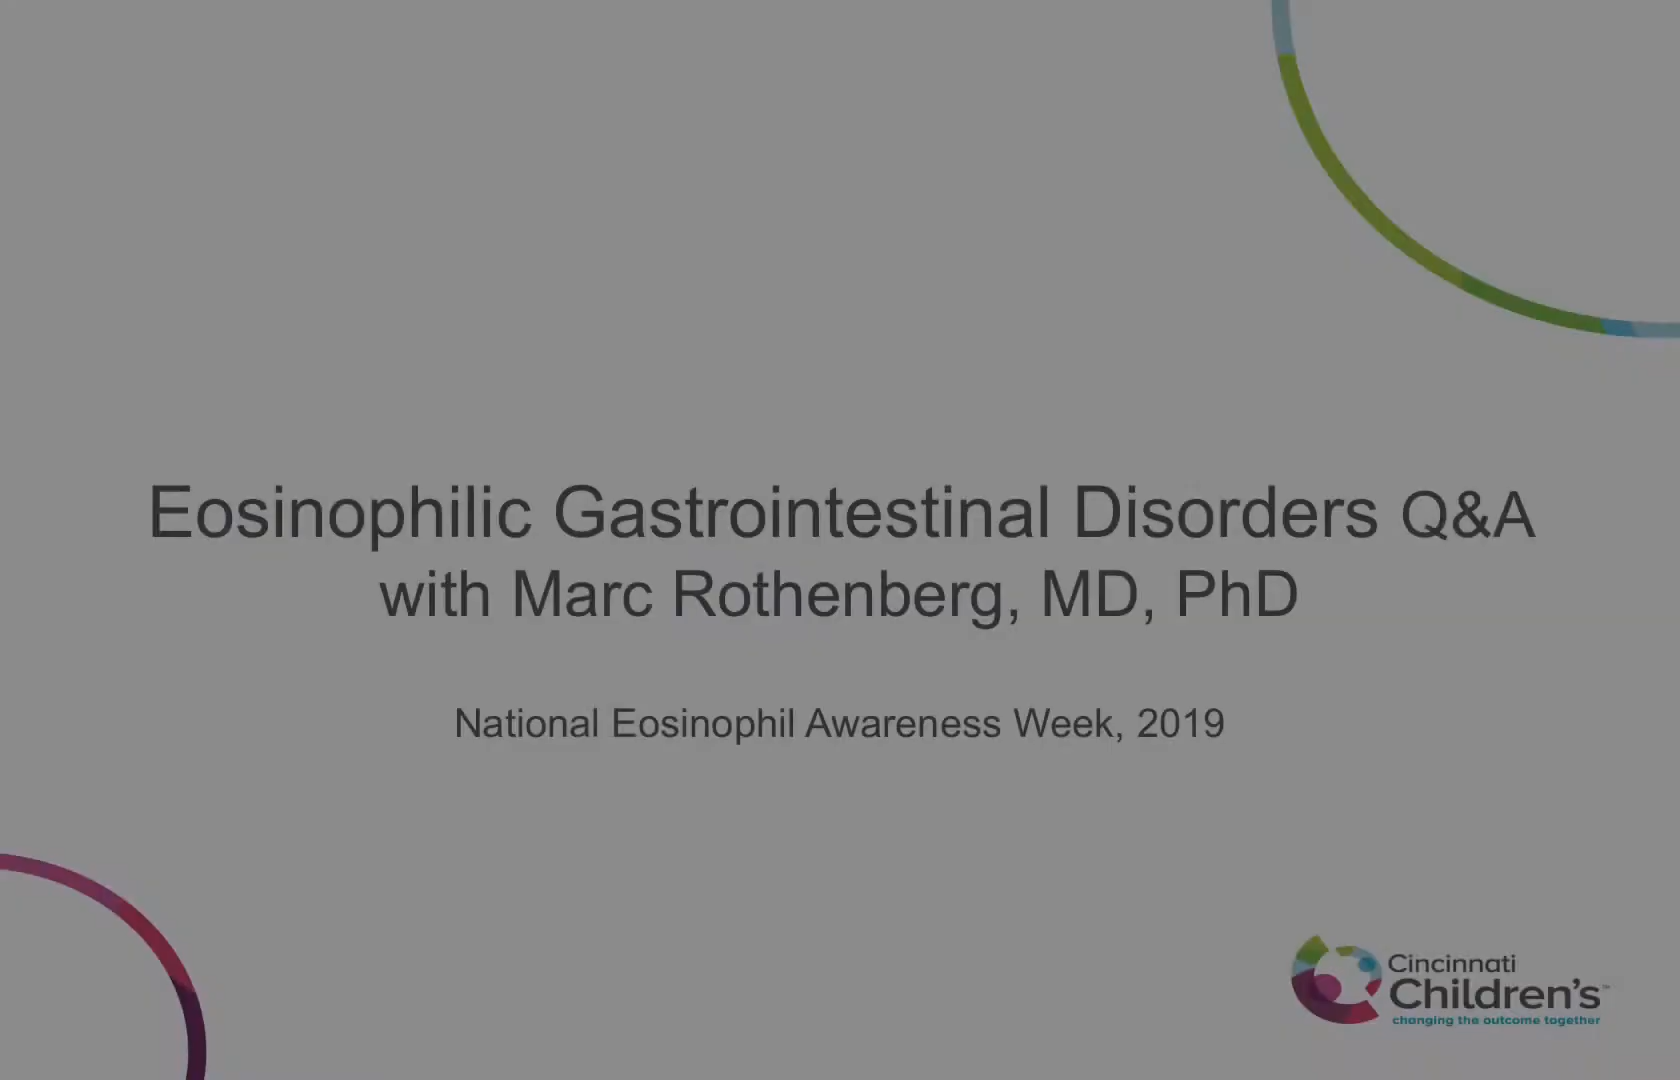 Eosinophilic Gastrointestinal Disorders Q&A
with Marc Rothenberg, MD, PhD
National Eosinophil Awareness Week, 2019
Cincinnati
Children's™
changing the outcome together